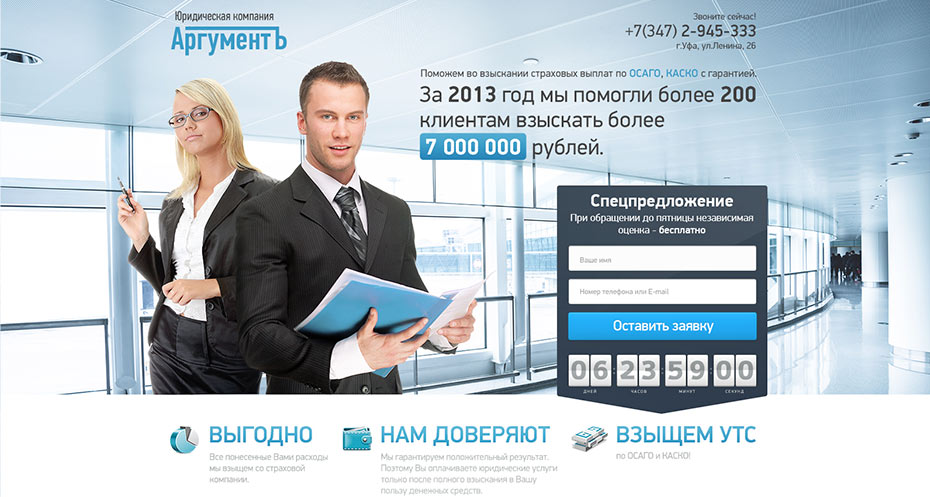 Юридическая компания
АргументЪ
Звоните сейчас!
+7(347) 2-945-333
г.Уфа, ул.Ленина, 26
Поможем во взыскании страховых выплат по ОСАГО, КАСКО с гарантией.
За 2013 год мы помогли более 200
клиентам взыскать более
7 000 000 рублей.
Спецпредложение
При обращении до пятницы независимая
оценка - бесплатно
Ваше имя
Номер телефона или E-mail
Оставить заявку
06:23:59:00
ДНЕЙ ЧАСОВ МИНУТ СЕКУНД
ВЫГОДНО
Все понесенные Вами расходы
мы взыщем со страховой
компании.
НАМ ДОВЕРЯЮТ
Мы гарантируем положительный результат.
Поэтому Вы оплачиваете юридические услуги
только после полного взыскания в Вашу
пользу денежных средств.
ВЗЫЩЕМ УТС
по ОСАГО и КАСКО!